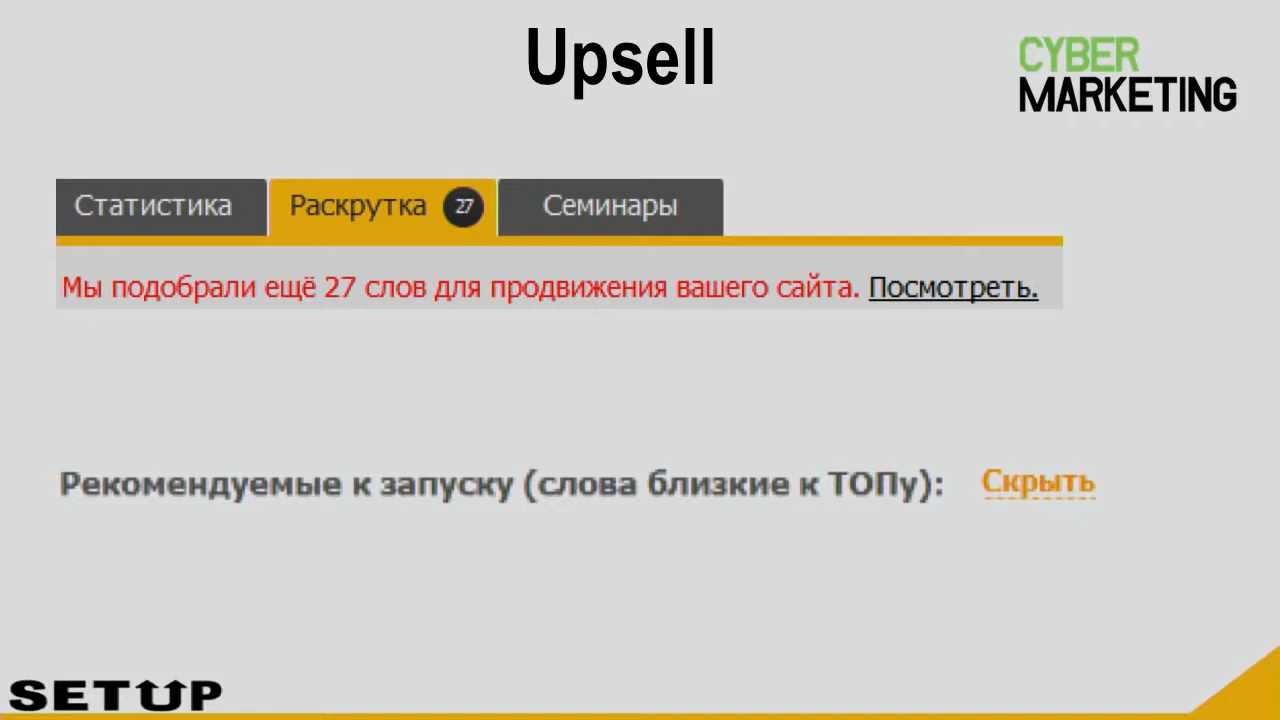 Upsell
CYBER
MARKETING
Статистика Раскрутка 27 Семинары
Мы подобрали ещё 27 слов для продвижения вашего сайта. Посмотреть.
Рекомендуемые к запуску (слова близкие к ТОПу): Скрыть
SETUP